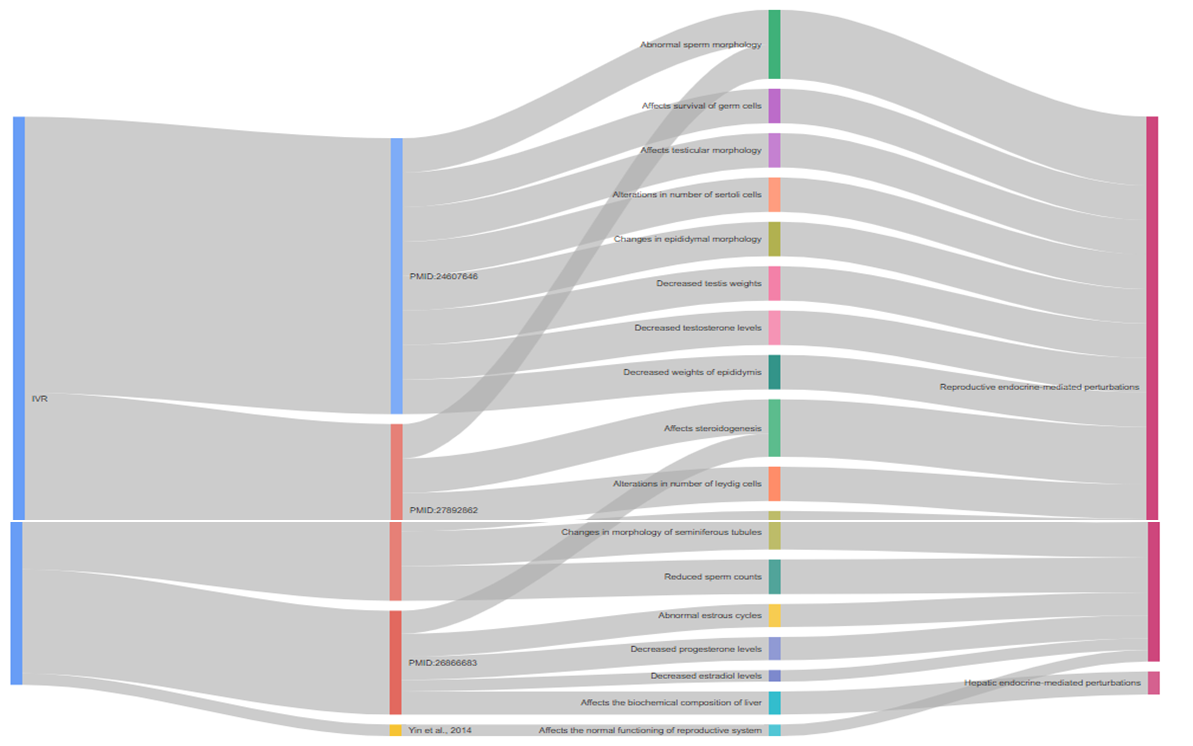 IVR
PMID:24607646
PMID:27892862
PMID:26866683
Yin et al., 2014
Abnormal sperm morphology
Affects survival of germ cells
Affects testicular morphology
Alterations in number of sertoli cells
Changes in epididymal morphology
Decreased testis weights
Decreased testosterone levels
Decreased weights of epididymis
Affects steroidogenesis
Alterations in number of leydig cells
Changes in morphology of seminiferous tubules
Reduced sperm counts
Abnormal estrous cycles
Decreased progesterone levels
Decreased estradiol levels
Affects the biochemical composition of liver
Affects the normal functioning of reproductive system
Reproductive endocrine-mediated perturbations
Hepatic endocrine-mediated perturbations